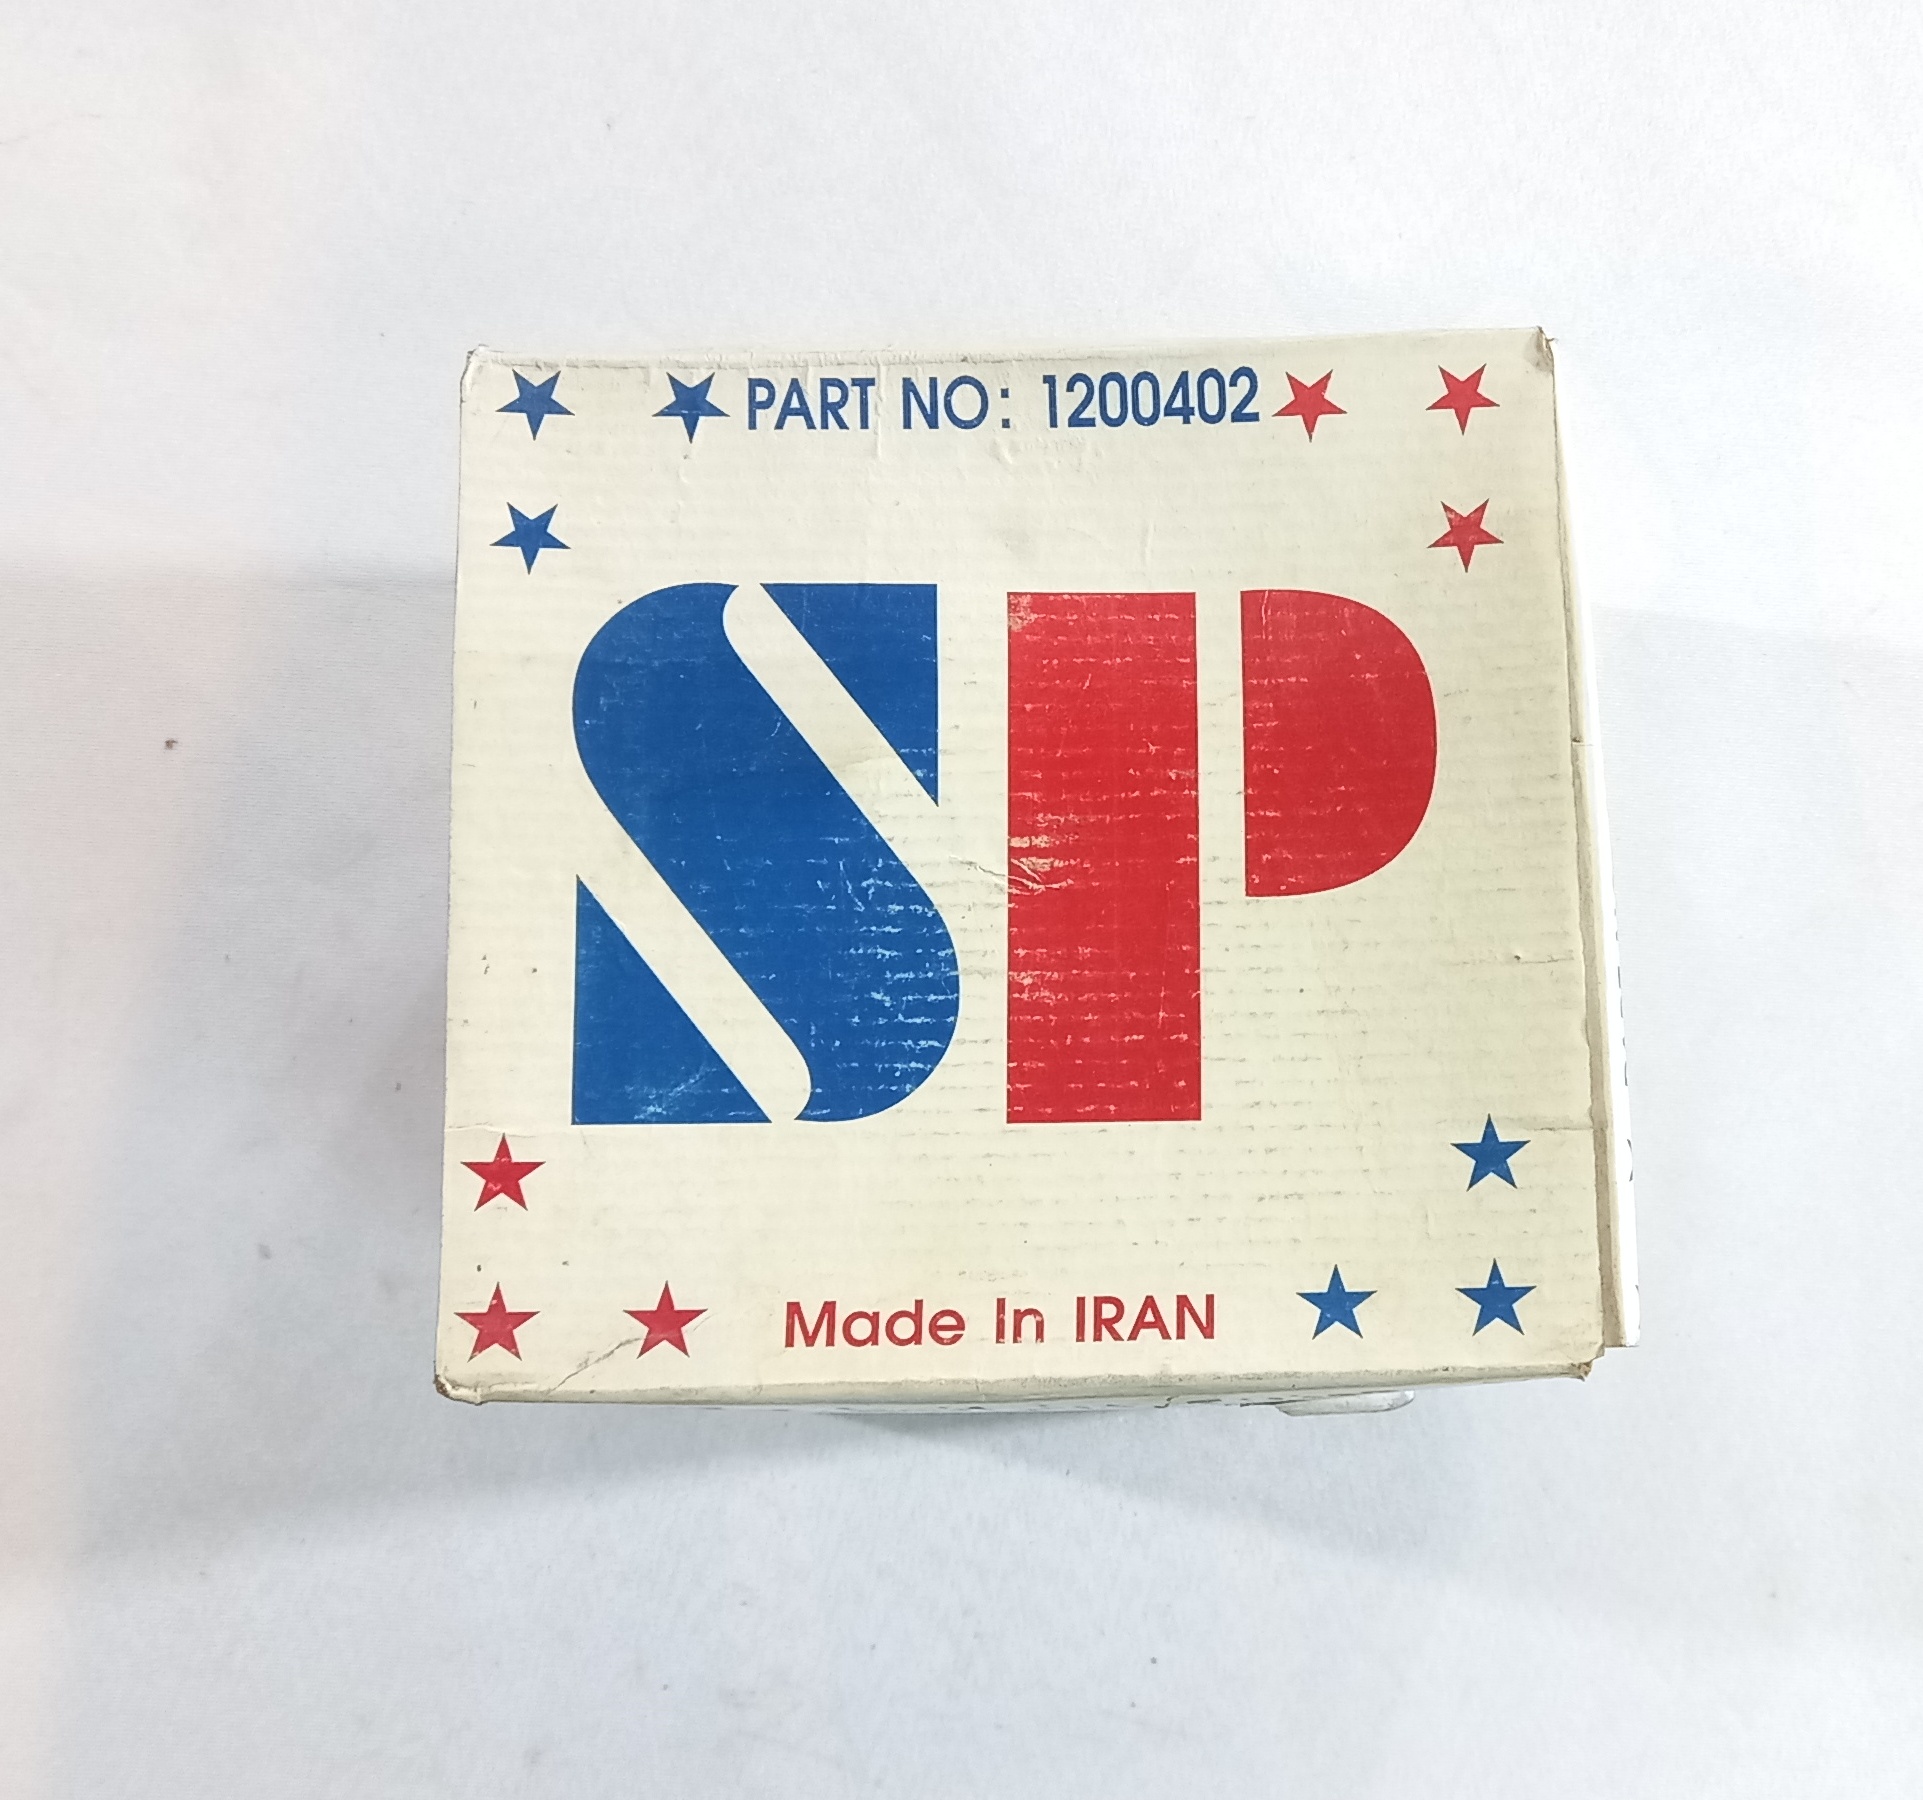 PART NO: 1200402
SP
Made In IRAN